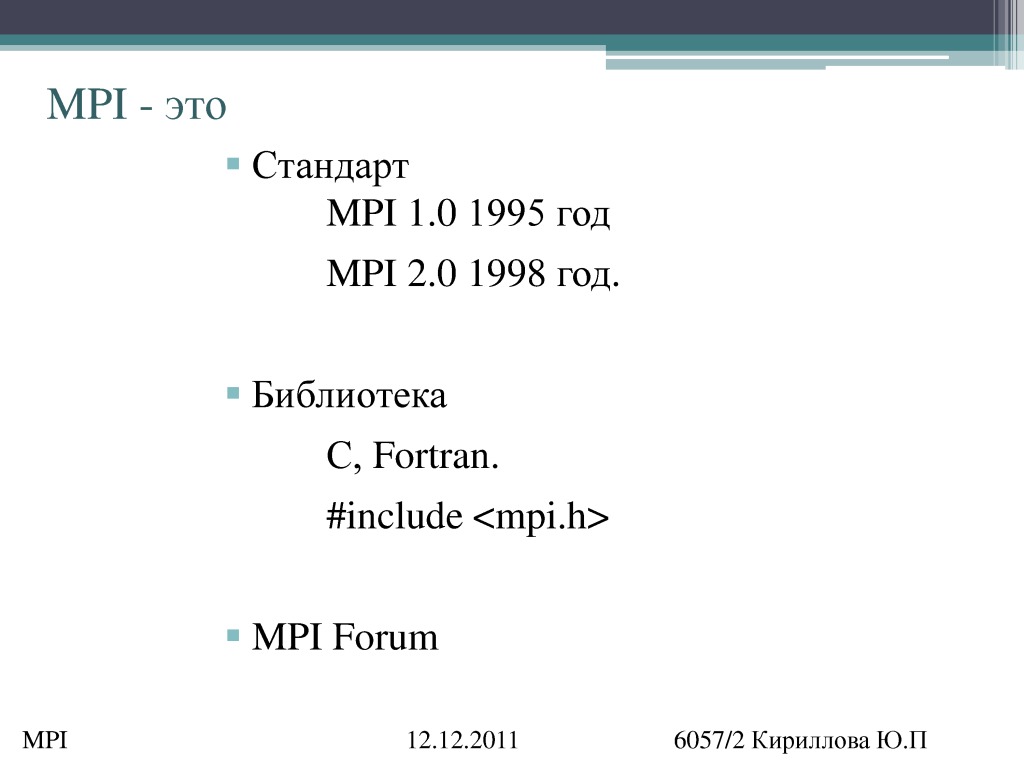 MPI - это
Стандарт
MPI 1.0 1995 год
MPI 2.0 1998 год.
Библиотека
C, Fortran.
#include <mpi.h>
MPI Forum
MPI 12.12.2011 6057/2 Кириллова Ю.П